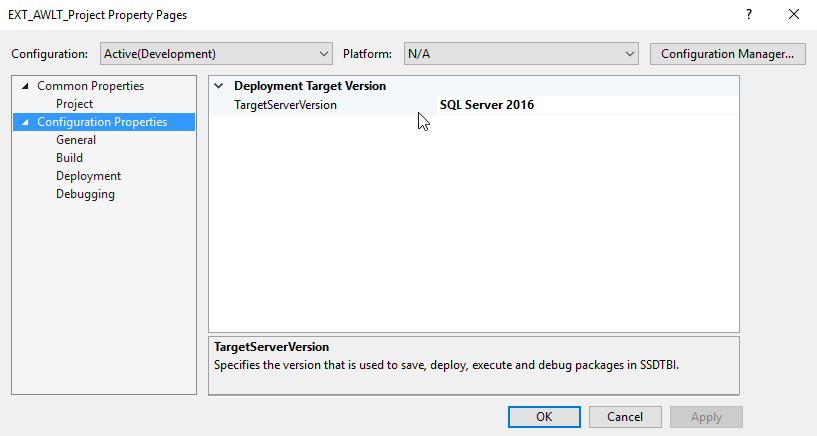 EXT_AWLT_Project Property Pages
?
Configuration: Active(Development) Platform: N/A Configuration Manager...
Common Properties
Project
Configuration Properties
General
Build
Deployment
Debugging
Deployment Target Version
TargetServerVersion SQL Server 2016
TargetServerVersion
Specifies the version that is used to save, deploy, execute and debug packages in SSDTBI.
OK Cancel Apply